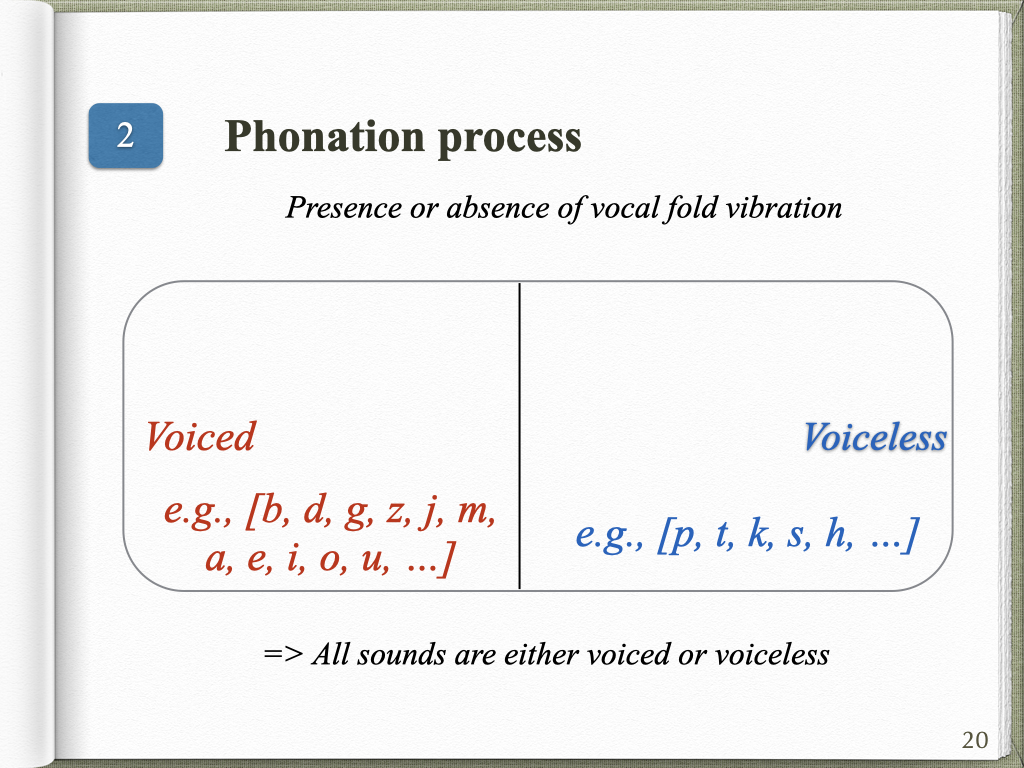 2
Phonation process
Presence or absence of vocal fold vibration
Voiced
e.g., [b, d, g, z, j, m,
a, e, i, o, u, …]
Voiceless
e.g., [p, t, k, s, h, …]
=> All sounds are either voiced or voiceless
20